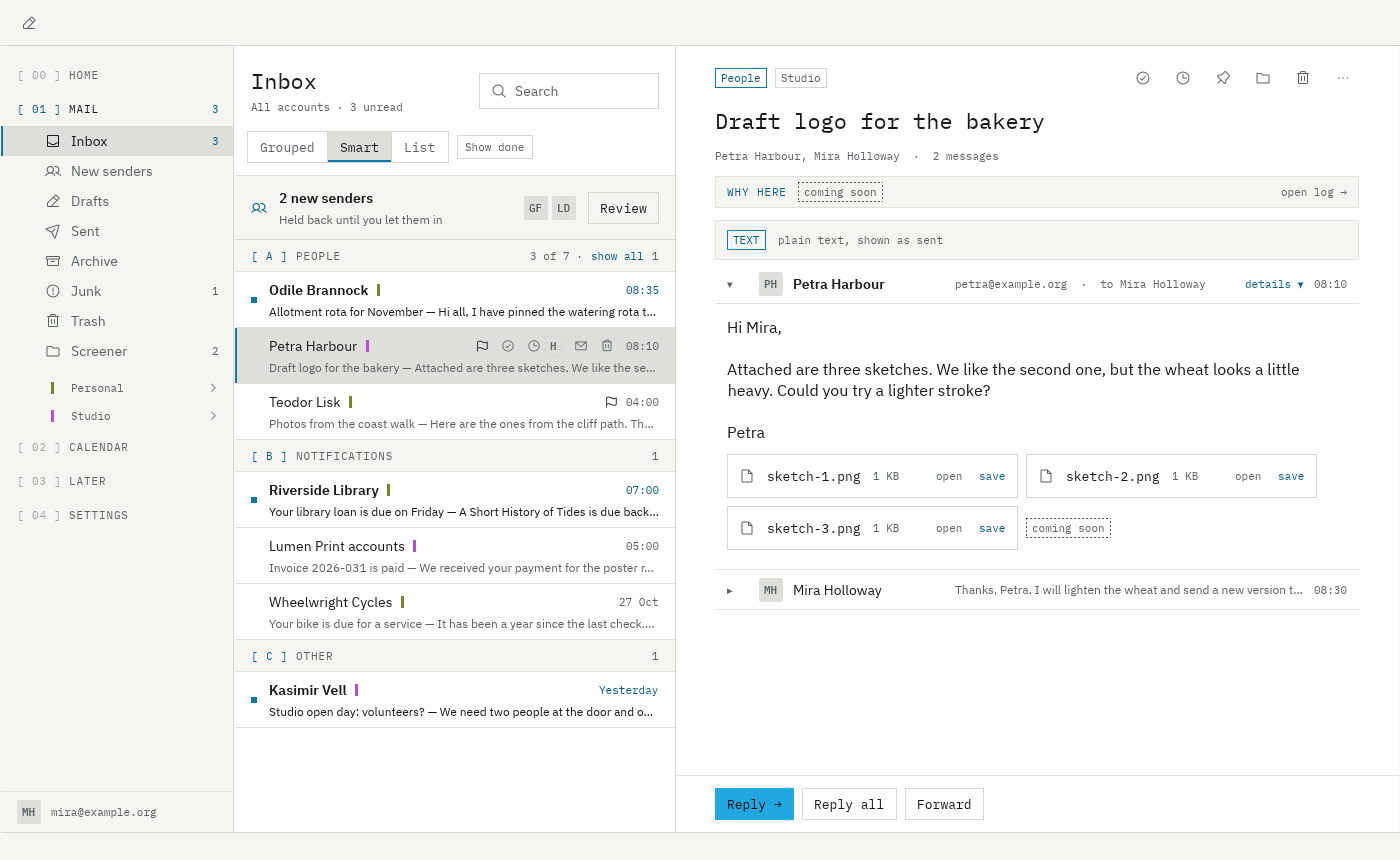 [ 00 ] HOME
[ 01 ] MAIL 3
Inbox 3
New senders
Drafts
Sent
Archive
Junk 1
Trash
Screener 2
Personal
Studio
[ 02 ] CALENDAR
[ 03 ] LATER
[ 04 ] SETTINGS
MH mira@example.org
Inbox
All accounts · 3 unread
Search
Grouped Smart List Show done
2 new senders
Held back until you let them in
GF LD Review
[ A ] PEOPLE 3 of 7 · show all 1
Odile Brannock 08:35
Allotment rota for November — Hi all, I have pinned the watering rota t…
Petra Harbour H 08:10
Draft logo for the bakery — Attached are three sketches. We like the se…
Teodor Lisk 04:00
Photos from the coast walk — Here are the ones from the cliff path. Th…
[ B ] NOTIFICATIONS 1
Riverside Library 07:00
Your library loan is due on Friday — A Short History of Tides is due back…
Lumen Print accounts 05:00
Invoice 2026-031 is paid — We received your payment for the poster r…
Wheelwright Cycles 27 Oct
Your bike is due for a service — It has been a year since the last check.…
[ C ] OTHER 1
Kasimir Vell Yesterday
Studio open day: volunteers? — We need two people at the door and o…
People Studio
Draft logo for the bakery
Petra Harbour, Mira Holloway · 2 messages
WHY HERE coming soon open log →
TEXT plain text, shown as sent
▾ PH Petra Harbour petra@example.org · to Mira Holloway details ▾ 08:10
Hi Mira,
Attached are three sketches. We like the second one, but the wheat looks a little
heavy. Could you try a lighter stroke?
Petra
sketch-1.png 1 KB open save sketch-2.png 1 KB open save
sketch-3.png 1 KB open save coming soon
▸ MH Mira Holloway Thanks, Petra. I will lighten the wheat and send a new version t… 08:30
Reply → Reply all Forward